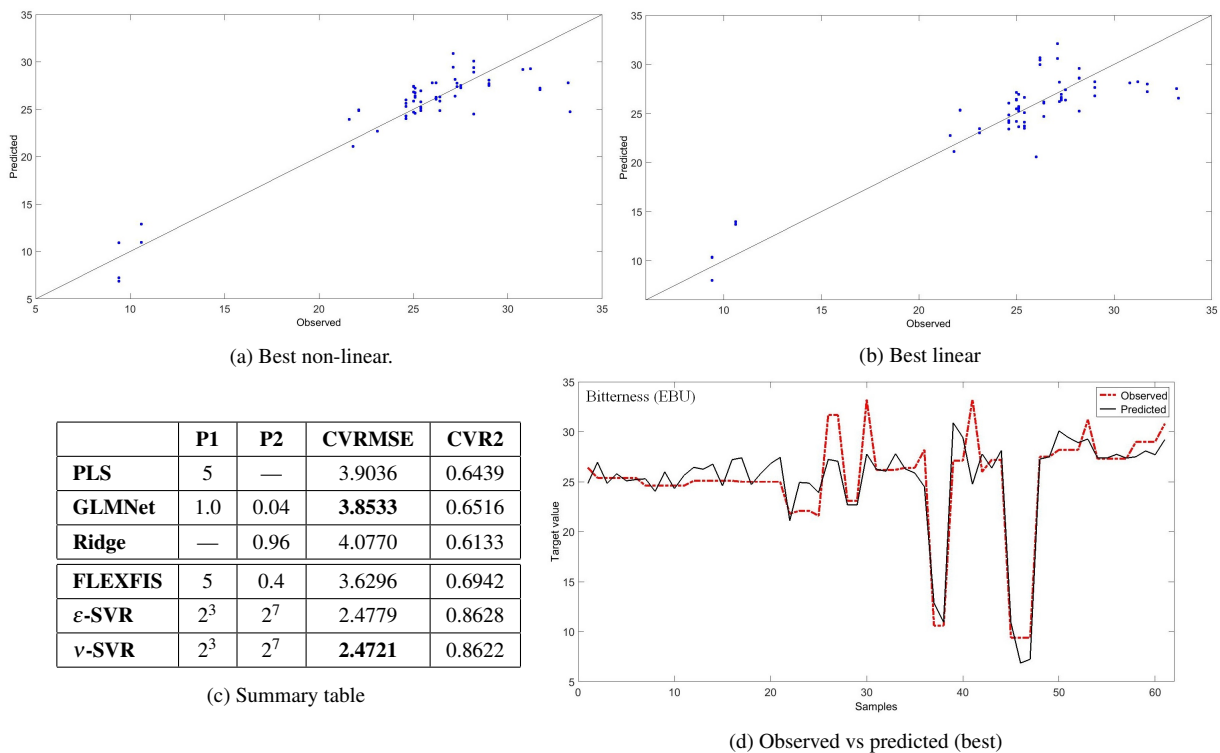 35
30
25
20
15
10
5
Predicted
5 10 15 20 25 30 35
Observed
(a) Best non-linear.
35
30
25
20
15
10
Predicted
10 15 20 25 30 35
Observed
(b) Best linear
P1 P2 CVRMSE CVR2
PLS 5 — 3.9036 0.6439
GLMNet 1.0 0.04 3.8533 0.6516
Ridge — 0.96 4.0770 0.6133
FLEXFIS 5 0.4 3.6296 0.6942
ε-SVR 2³ 2⁷ 2.4779 0.8628
ν-SVR 2³ 2⁷ 2.4721 0.8622
(c) Summary table
Bitterness (EBU)
Observed
Predicted
35
30
25
20
15
10
5
Target value
0 10 20 30 40 50 60
Samples
(d) Observed vs predicted (best)